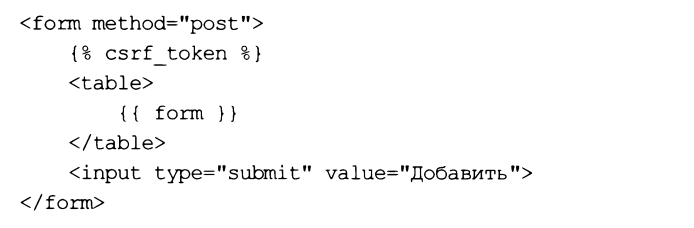 <form method="post">
    {% csrf_token %}
    <table>
        {{ form }}
    </table>
    <input type="submit" value="Добавить">
</form>